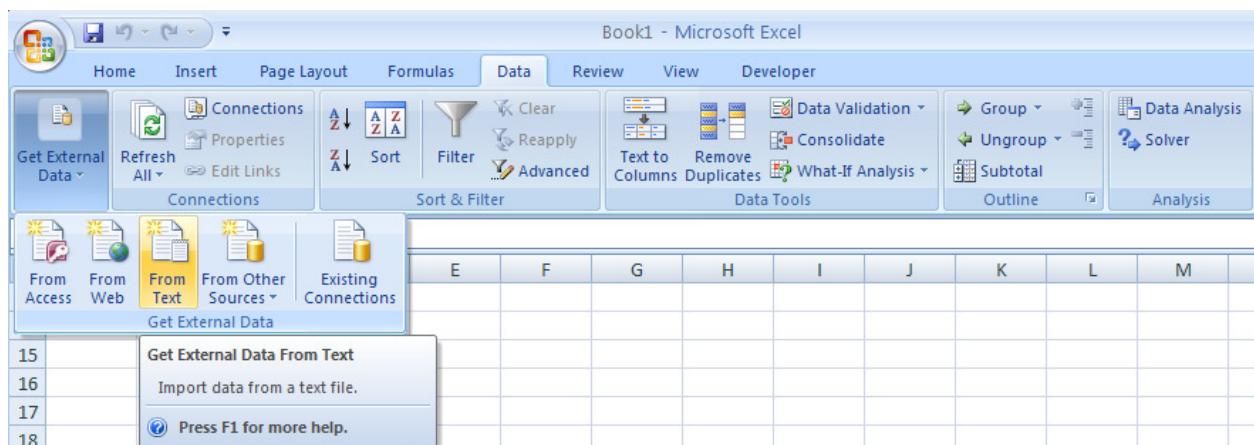 Book1 - Microsoft Excel
Home Insert Page Layout Formulas Data Review View Developer
Get External Data
Refresh All
Connections
Properties
Edit Links
Connections
A Z
Z A
A Z Z A
Sort
Filter
Clear
Reapply
Advanced
Sort & Filter
Text to Columns
Remove Duplicates
Data Validation
Consolidate
What-If Analysis
Data Tools
Group
Ungroup
Subtotal
Outline
Data Analysis
Solver
Analysis
From Access
From Web
From Text
From Other Sources
Existing Connections
Get External Data
E F G H I J K L M
Get External Data From Text
Import data from a text file.
Press F1 for more help.
15
16
17
18